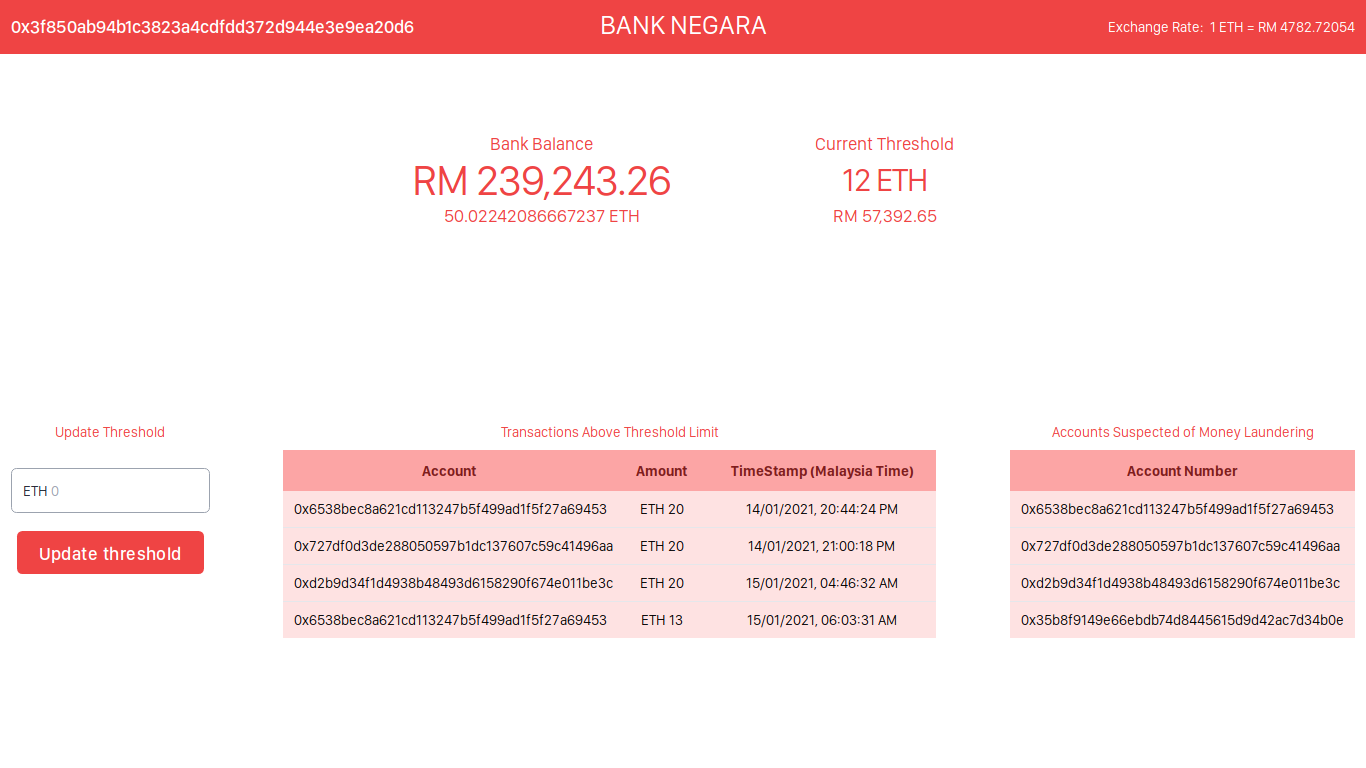 0x3f850ab94b1c3823a4cdfdd372d944e3e9ea20d6 BANK NEGARA Exchange Rate: 1 ETH = RM 4782.72054
Bank Balance Current Threshold
RM 239,243.26 12 ETH
50.02242086667237 ETH RM 57,392.65
Update Threshold
ETH 0
Update threshold
Transactions Above Threshold Limit
Account Amount TimeStamp (Malaysia Time)
0x6538bec8a621cd113247b5f499ad1f5f27a69453 ETH 20 14/01/2021, 20:44:24 PM
0x727df0d3de288050597b1dc137607c59c41496aa ETH 20 14/01/2021, 21:00:18 PM
0xd2b9d34f1d4938b48493d6158290f674e011be3c ETH 20 15/01/2021, 04:46:32 AM
0x6538bec8a621cd113247b5f499ad1f5f27a69453 ETH 13 15/01/2021, 06:03:31 AM
Accounts Suspected of Money Laundering
Account Number
0x6538bec8a621cd113247b5f499ad1f5f27a69453
0x727df0d3de288050597b1dc137607c59c41496aa
0xd2b9d34f1d4938b48493d6158290f674e011be3c
0x35b8f9149e66ebdb74d8445615d9d42ac7d34b0e